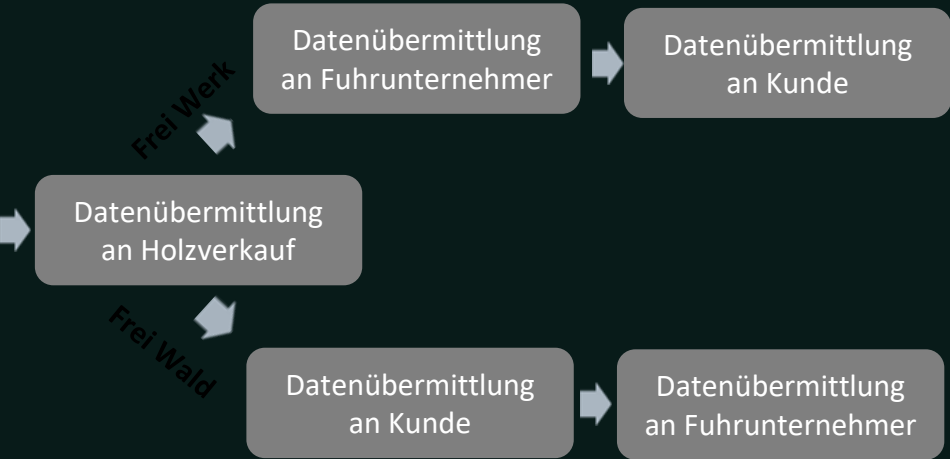 Datenübermittlung
an Fuhrunternehmer
Datenübermittlung
an Kunde
Frei Werk
Datenübermittlung
an Holzverkauf
Frei Wald
Datenübermittlung
an Kunde
Datenübermittlung
an Fuhrunternehmer